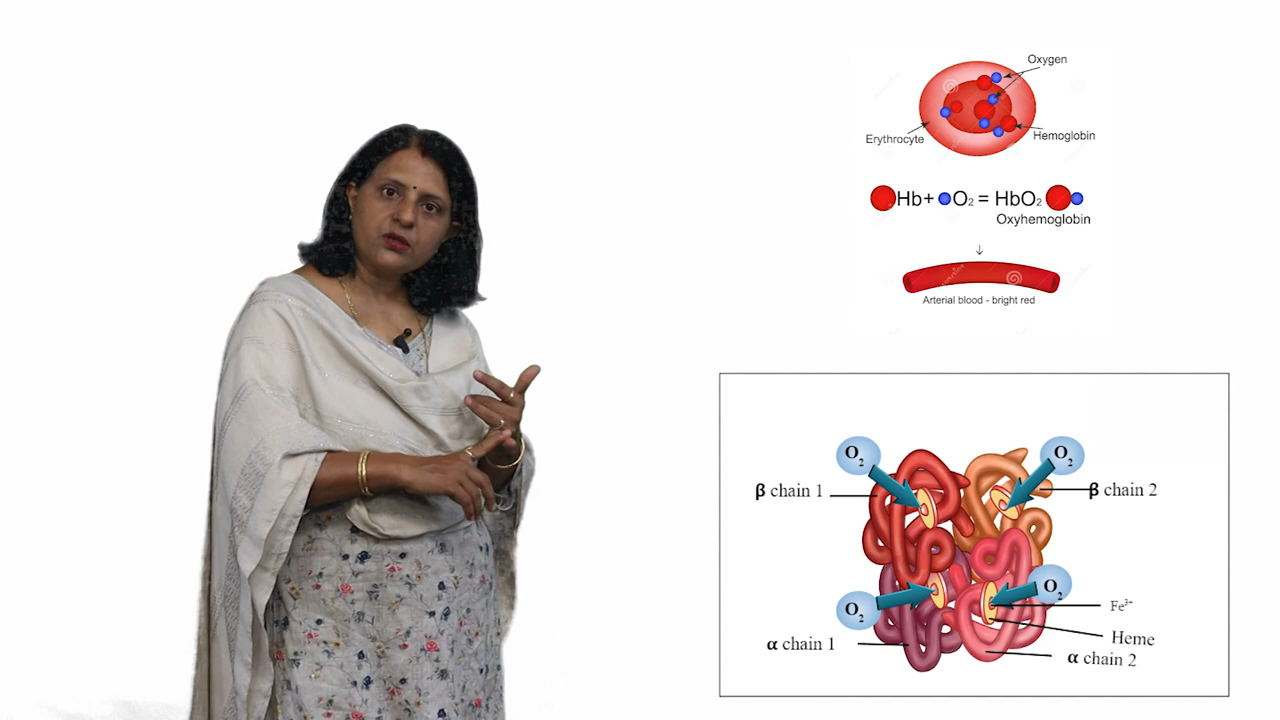 Oxygen
Erythrocyte
Hemoglobin
Hb + O₂ = HbO₂
Oxyhemoglobin
↓
Arterial blood - bright red
O₂
O₂
β chain 1
β chain 2
O₂
O₂
Fe³⁺
Heme
α chain 1
α chain 2